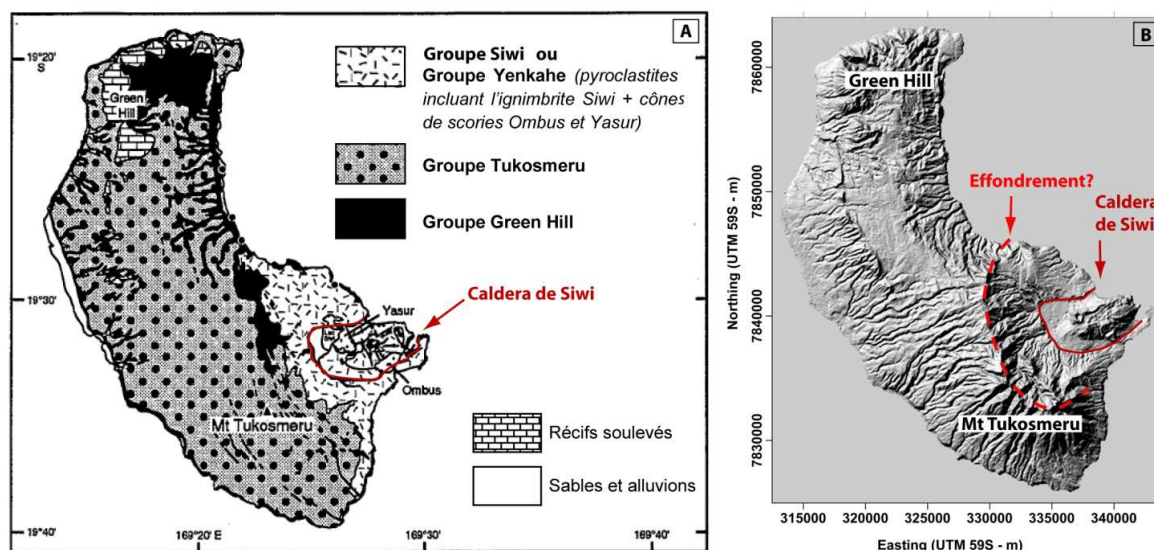 A
19°20'
S
Green
Hill
Groupe Siwi ou
Groupe Yenkahe (pyroclastites
incluant l'ignimbrite Siwi + cônes
de scories Ombus et Yasur)
Groupe Tukosmeru
Groupe Green Hill
19°30'
Caldera de Siwi
Yasur
Ombus
Mt Tukosmeru
Récifs soulevés
Sables et alluvions
19°40'
169°20 E
169°30
169°40
B
Green Hill
Effondrement?
Caldera
de Siwi
Mt Tukosmeru
Northing (UTM 59S - m)
7860000
7850000
7840000
7830000
315000
320000
325000
330000
335000
340000
Easting (UTM 59S - m)